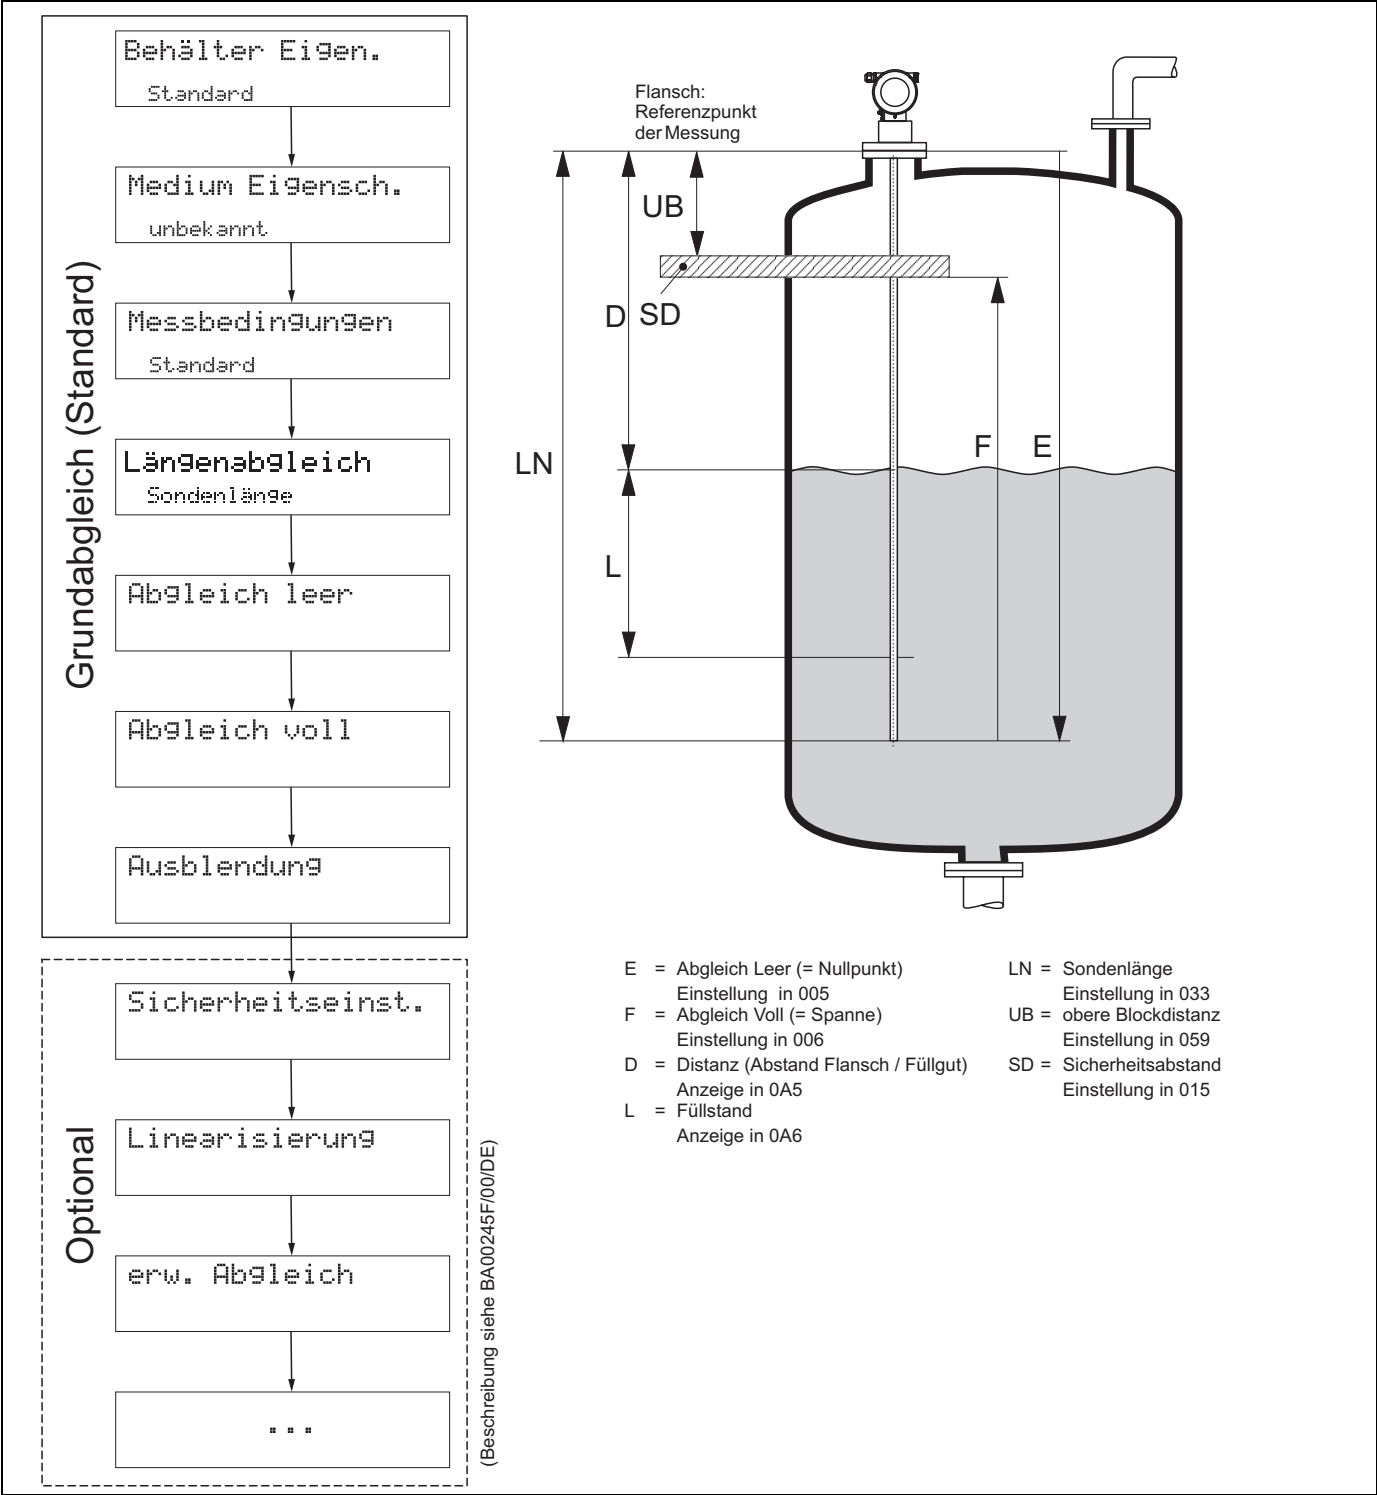 Grundabgleich (Standard)
Behälter Eigen.
Standard
Medium Eigensch.
unbekannt
Messbedingungen
Standard
Längenabgleich
Sondenlänge
Abgleich leer
Abgleich voll
Ausblendung
Optional
Sicherheitseinst.
Linearisierung
erw. Abgleich
...
(Beschreibung siehe BA00245F/00/DE)
Flansch:
Referenzpunkt
der Messung
UB
D
SD
LN
F
E
L
E = Abgleich Leer (= Nullpunkt)
Einstellung in 005
F = Abgleich Voll (= Spanne)
Einstellung in 006
D = Distanz (Abstand Flansch / Füllgut)
Anzeige in 0A5
L = Füllstand
Anzeige in 0A6
LN = Sondenlänge
Einstellung in 033
UB = obere Blockdistanz
Einstellung in 059
SD = Sicherheitsabstand
Einstellung in 015